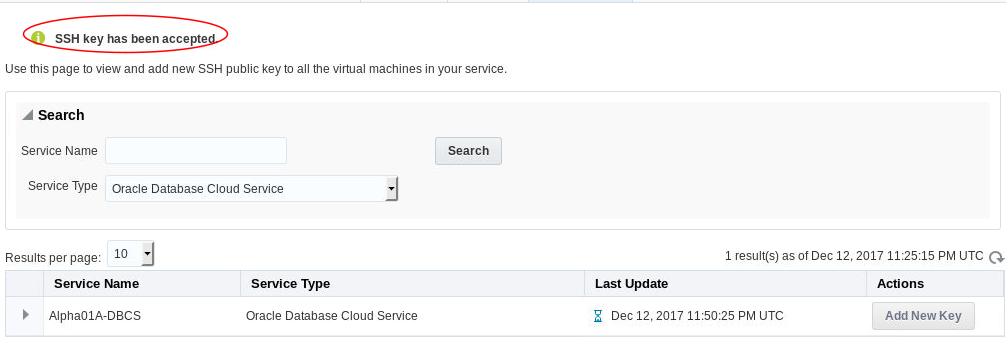 SSH key has been accepted.
Use this page to view and add new SSH public key to all the virtual machines in your service.
Search
Service Name
Search
Service Type Oracle Database Cloud Service
Results per page: 10
1 result(s) as of Dec 12, 2017 11:25:15 PM UTC
Service Name Service Type Last Update Actions
Alpha01A-DBCS Oracle Database Cloud Service Dec 12, 2017 11:50:25 PM UTC Add New Key